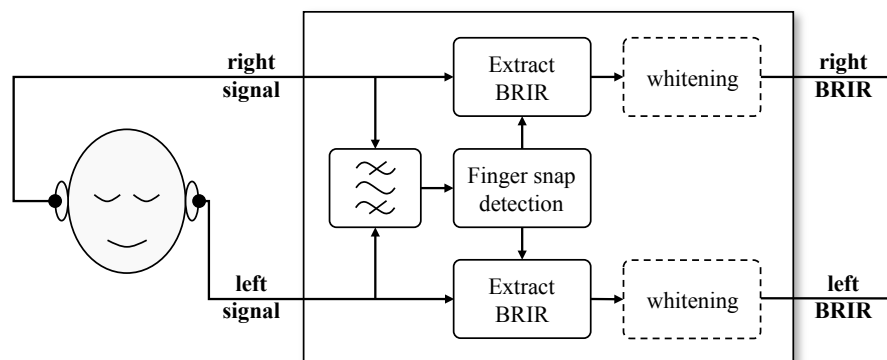 right
signal
Extract
BRIR
whitening
right
BRIR
Finger snap
detection
left
signal
Extract
BRIR
whitening
left
BRIR